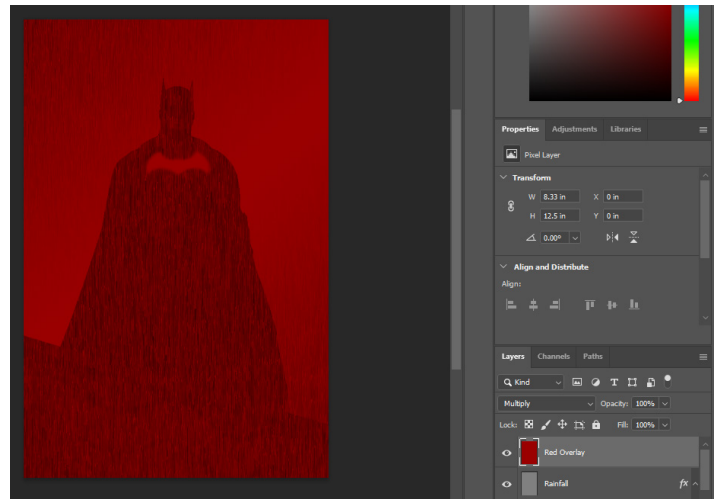 Properties Adjustments Libraries
Pixel Layer
Transform
W 8.33 in X 0 in
H 12.5 in Y 0 in
0.00°
Align and Distribute
Align:
Layers Channels Paths
Kind
Multiply Opacity: 100%
Lock: Fill: 100%
Red Overlay
Rainfall fx